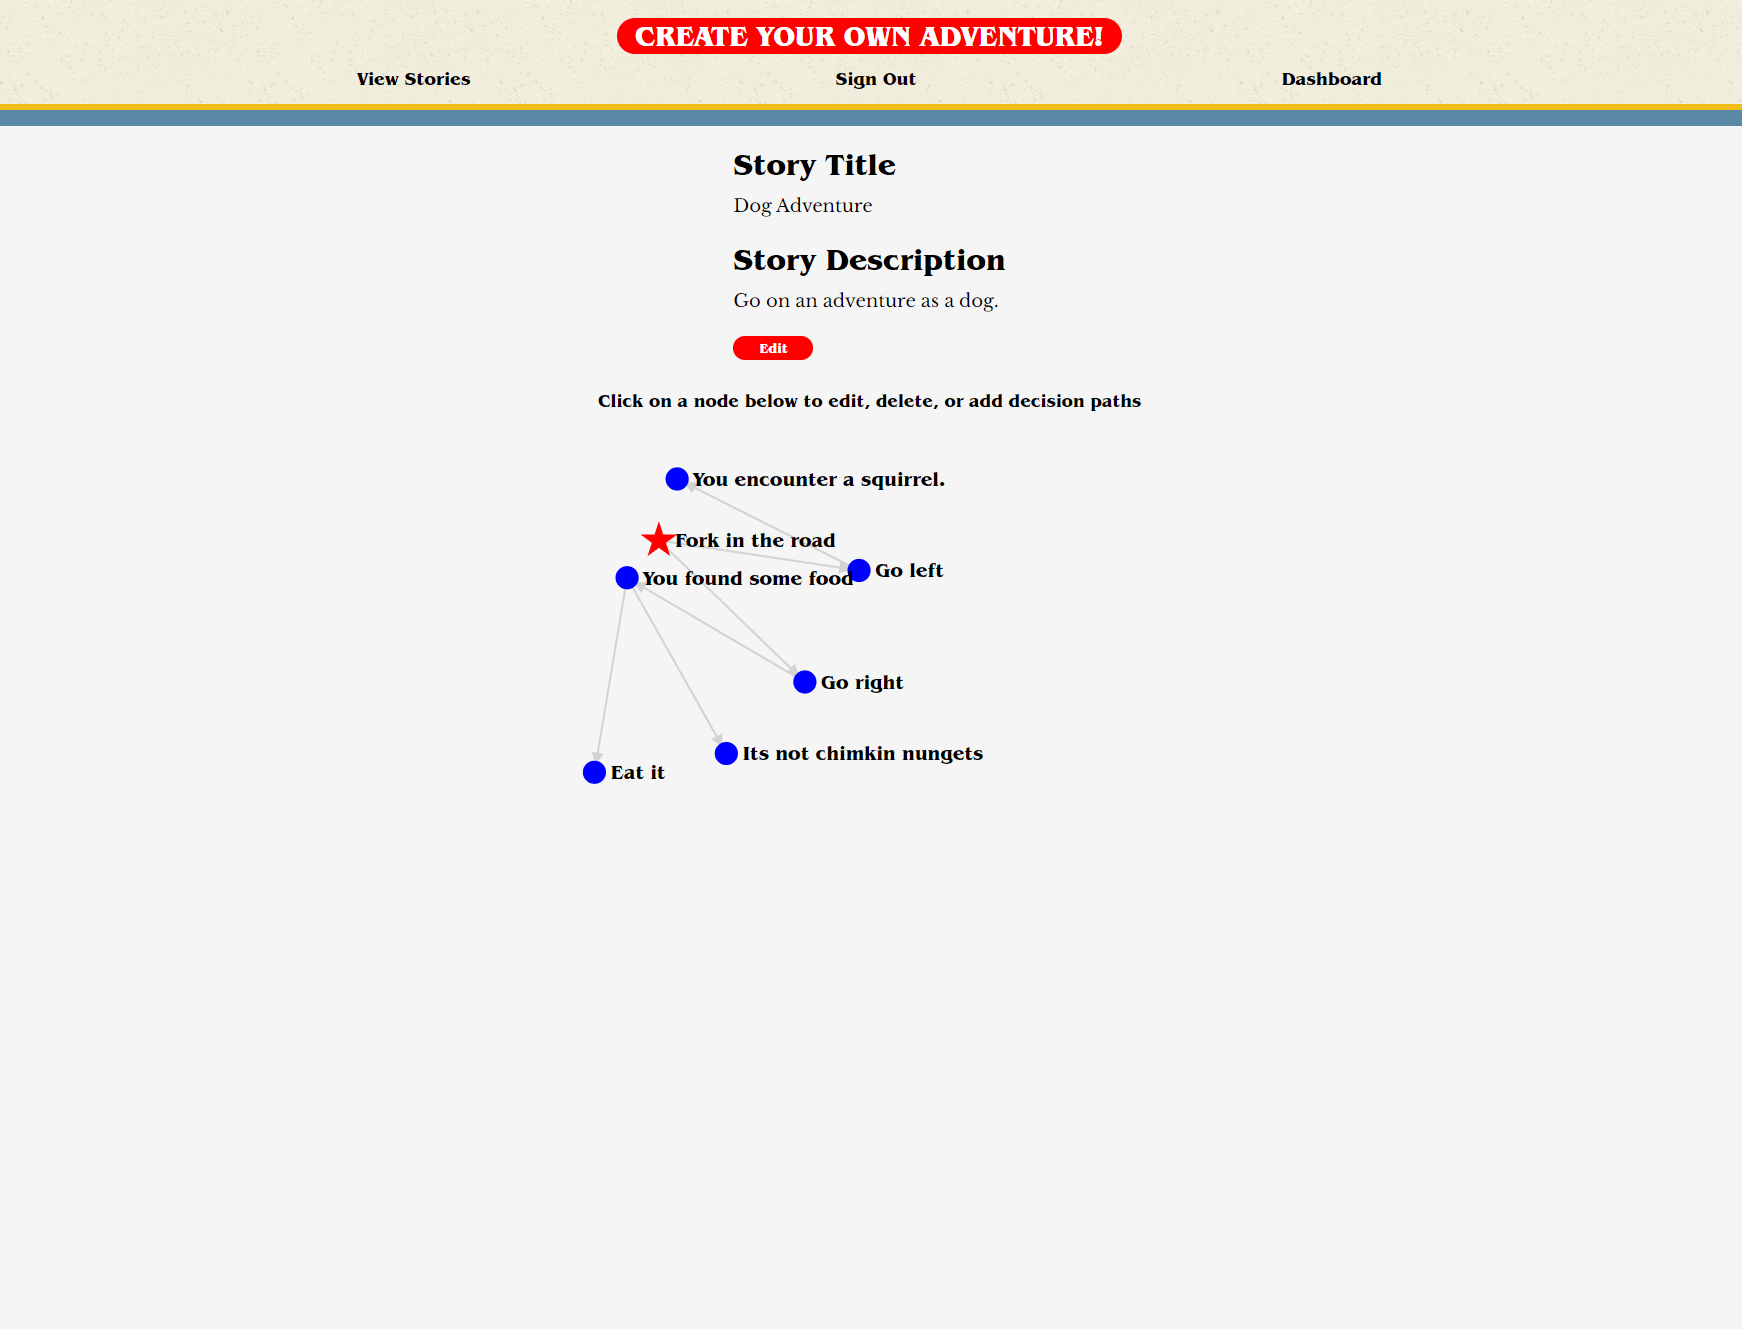 CREATE YOUR OWN ADVENTURE!
View Stories
Sign Out
Dashboard
Story Title
Dog Adventure
Story Description
Go on an adventure as a dog.
Edit
Click on a node below to edit, delete, or add decision paths
You encounter a squirrel.
Fork in the road
Go left
You found some food
Go right
Its not chimkin nungets
Eat it